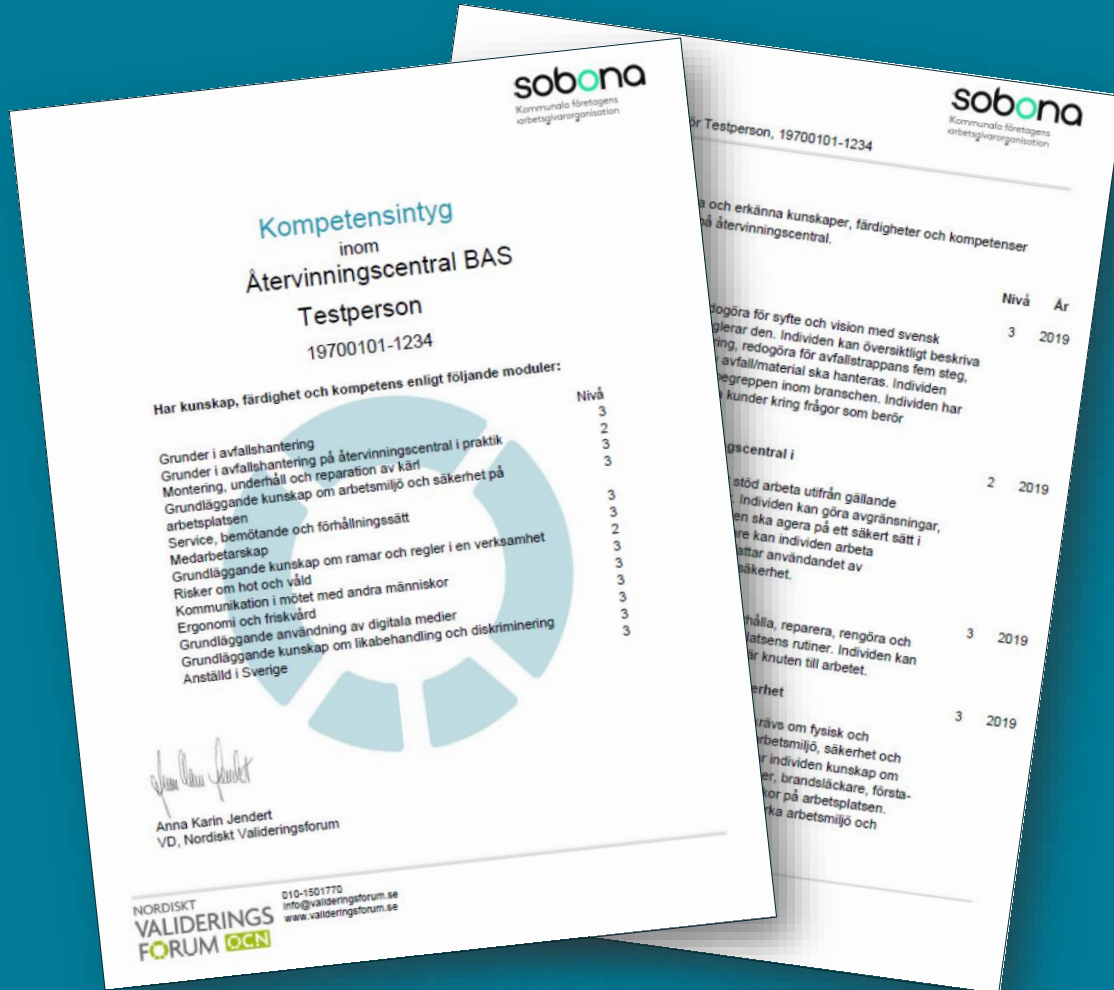 sobona
Kommunala företagens
arbetsgivarorganisation
Kompetensintyg
inom
Återvinningscentral BAS
Testperson
19700101-1234
Har kunskap, färdighet och kompetens enligt följande moduler:
Nivå
Grunder i avfallshantering 3
Grunder i avfallshantering på återvinningscentral i praktik 2
Montering, underhåll och reparation av kärl 3
Grundläggande kunskap om arbetsmiljö och säkerhet på 3
arbetsplatsen
Service, bemötande och förhållningssätt 3
Medarbetarskap 3
Grundläggande kunskap om ramar och regler i en verksamhet 2
Risker om hot och våld 3
Kommunikation i mötet med andra människor 3
Ergonomi och friskvård 3
Grundläggande användning av digitala medier 3
Grundläggande kunskap om likabehandling och diskriminering 3
Anställd i Sverige 3
Anna Karin Jendert
VD, Nordiskt Valideringsforum
NORDISKT
VALIDERINGS
FORUM OCN
010-1501770
info@valideringsforum.se
www.valideringsforum.se
sobona
Kommunala företagens
arbetsgivarorganisation
ör Testperson, 19700101-1234
a och erkänna kunskaper, färdigheter och kompetenser
på återvinningscentral.
Nivå År
dogöra för syfte och vision med svensk 3 2019
glerar den. Individen kan översiktligt beskriva
ring, redogöra för avfallstrappans fem steg,
avfall/material ska hanteras. Individen
begreppen inom branschen. Individen har
kunder kring frågor som berör
gscentral i
stöd arbeta utifrån gällande 2 2019
Individen kan göra avgränsningar,
en ska agera på ett säkert sätt i
re kan individen arbeta
attar användandet av
säkerhet.
hålla, reparera, rengöra och 3 2019
latsens rutiner. Individen kan
är knuten till arbetet.
erhet
krävs om fysisk och 3 2019
arbetsmiljö, säkerhet och
r individen kunskap om
er, brandsläckare, första-
kor på arbetsplatsen.
rka arbetsmiljö och